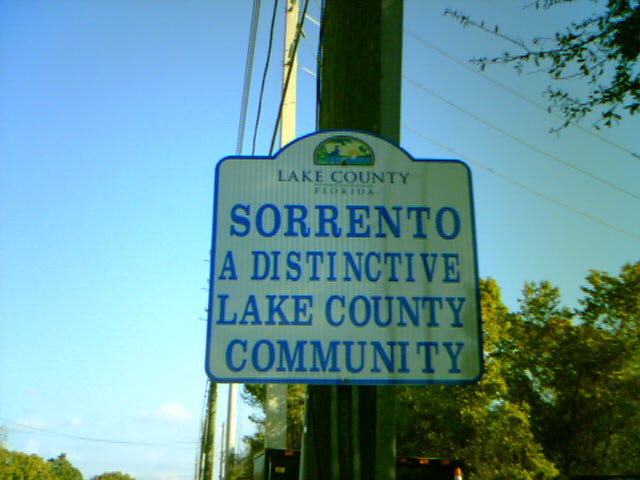 LAKE COUNTY
FLORIDA
SORRENTO
A DISTINCTIVE
LAKE COUNTY
COMMUNITY